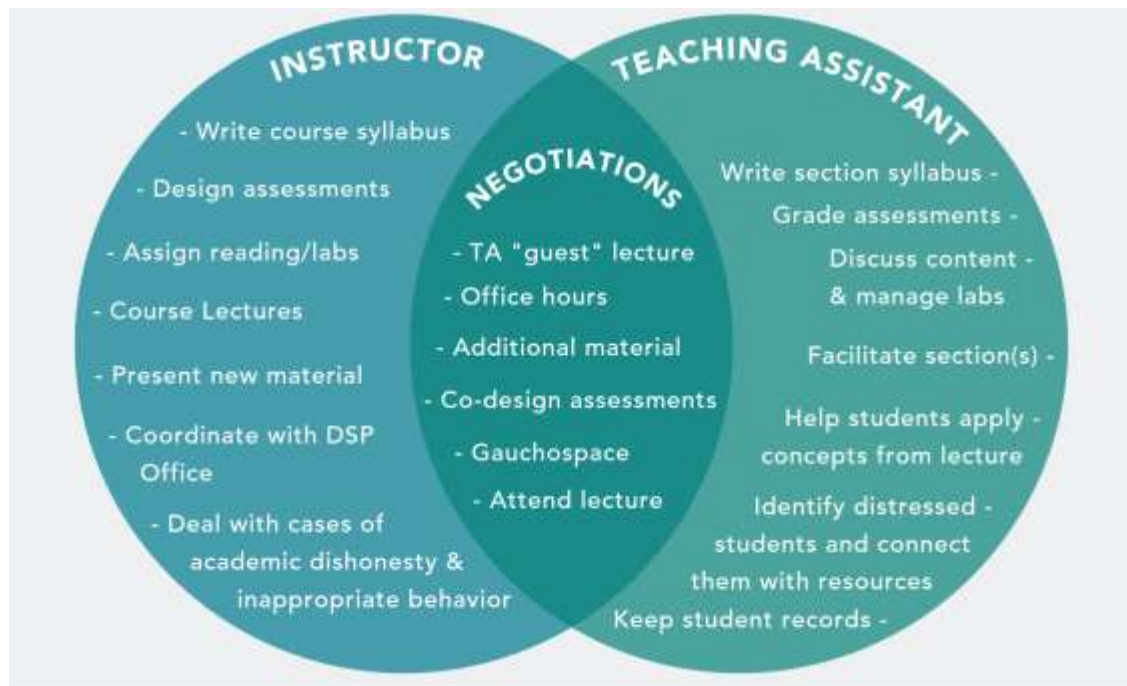 INSTRUCTOR
- Write course syllabus
- Design assessments
- Assign reading/labs
- Course Lectures
- Present new material
- Coordinate with DSP
Office
- Deal with cases of
academic dishonesty &
inappropriate behavior
NEGOTIATIONS
- TA "guest" lecture
- Office hours
- Additional material
- Co-design assessments
- Gauchospace
- Attend lecture
TEACHING ASSISTANT
Write section syllabus -
Grade assessments -
Discuss content -
& manage labs
Facilitate section(s) -
Help students apply -
concepts from lecture
Identify distressed -
students and connect
them with resources
Keep student records -